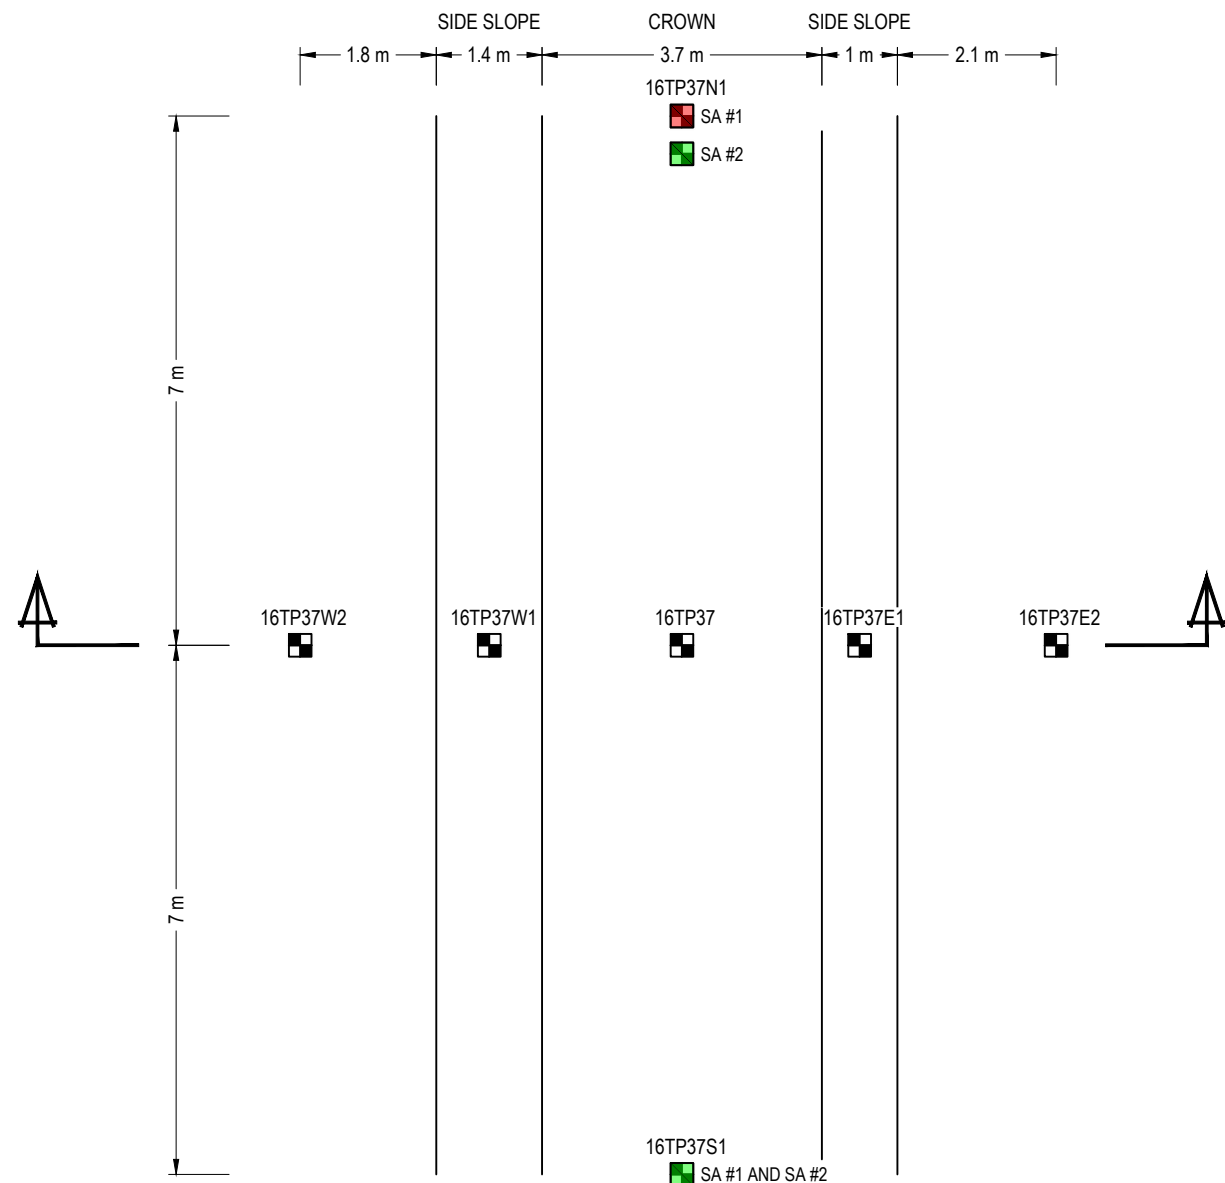 SIDE SLOPE CROWN SIDE SLOPE
1.8 m 1.4 m 3.7 m 1 m 2.1 m
16TP37N1
SA #1
SA #2
7 m
16TP37W2 16TP37W1 16TP37 16TP37E1 16TP37E2
7 m
16TP37S1
SA #1 AND SA #2